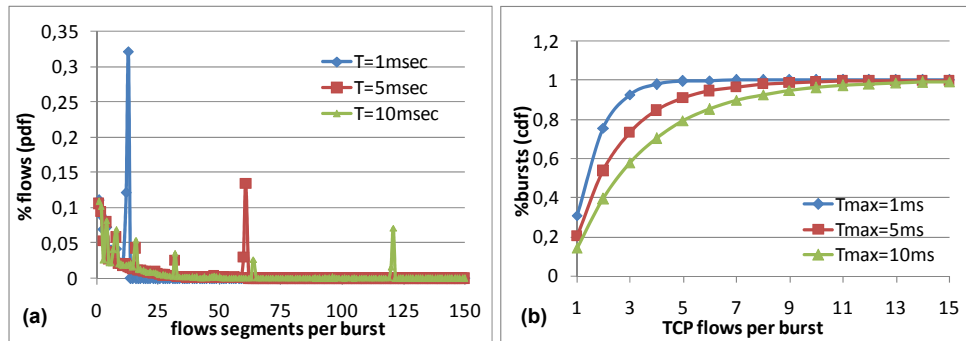 0,35
0,3
0,25
0,2
0,15
0,1
0,05
0
% flows (pdf)
T=1msec
T=5msec
T=10msec
0 25 50 75 100 125 150
(a) flows segments per burst
1,2
1
0,8
0,6
0,4
0,2
0
%bursts (cdf)
Tmax=1ms
Tmax=5ms
Tmax=10ms
1 3 5 7 9 11 13 15
(b) TCP flows per burst